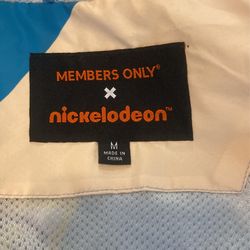 MEMBERS ONLY®
×
nickelodeon™
M
MADE IN
CHINA